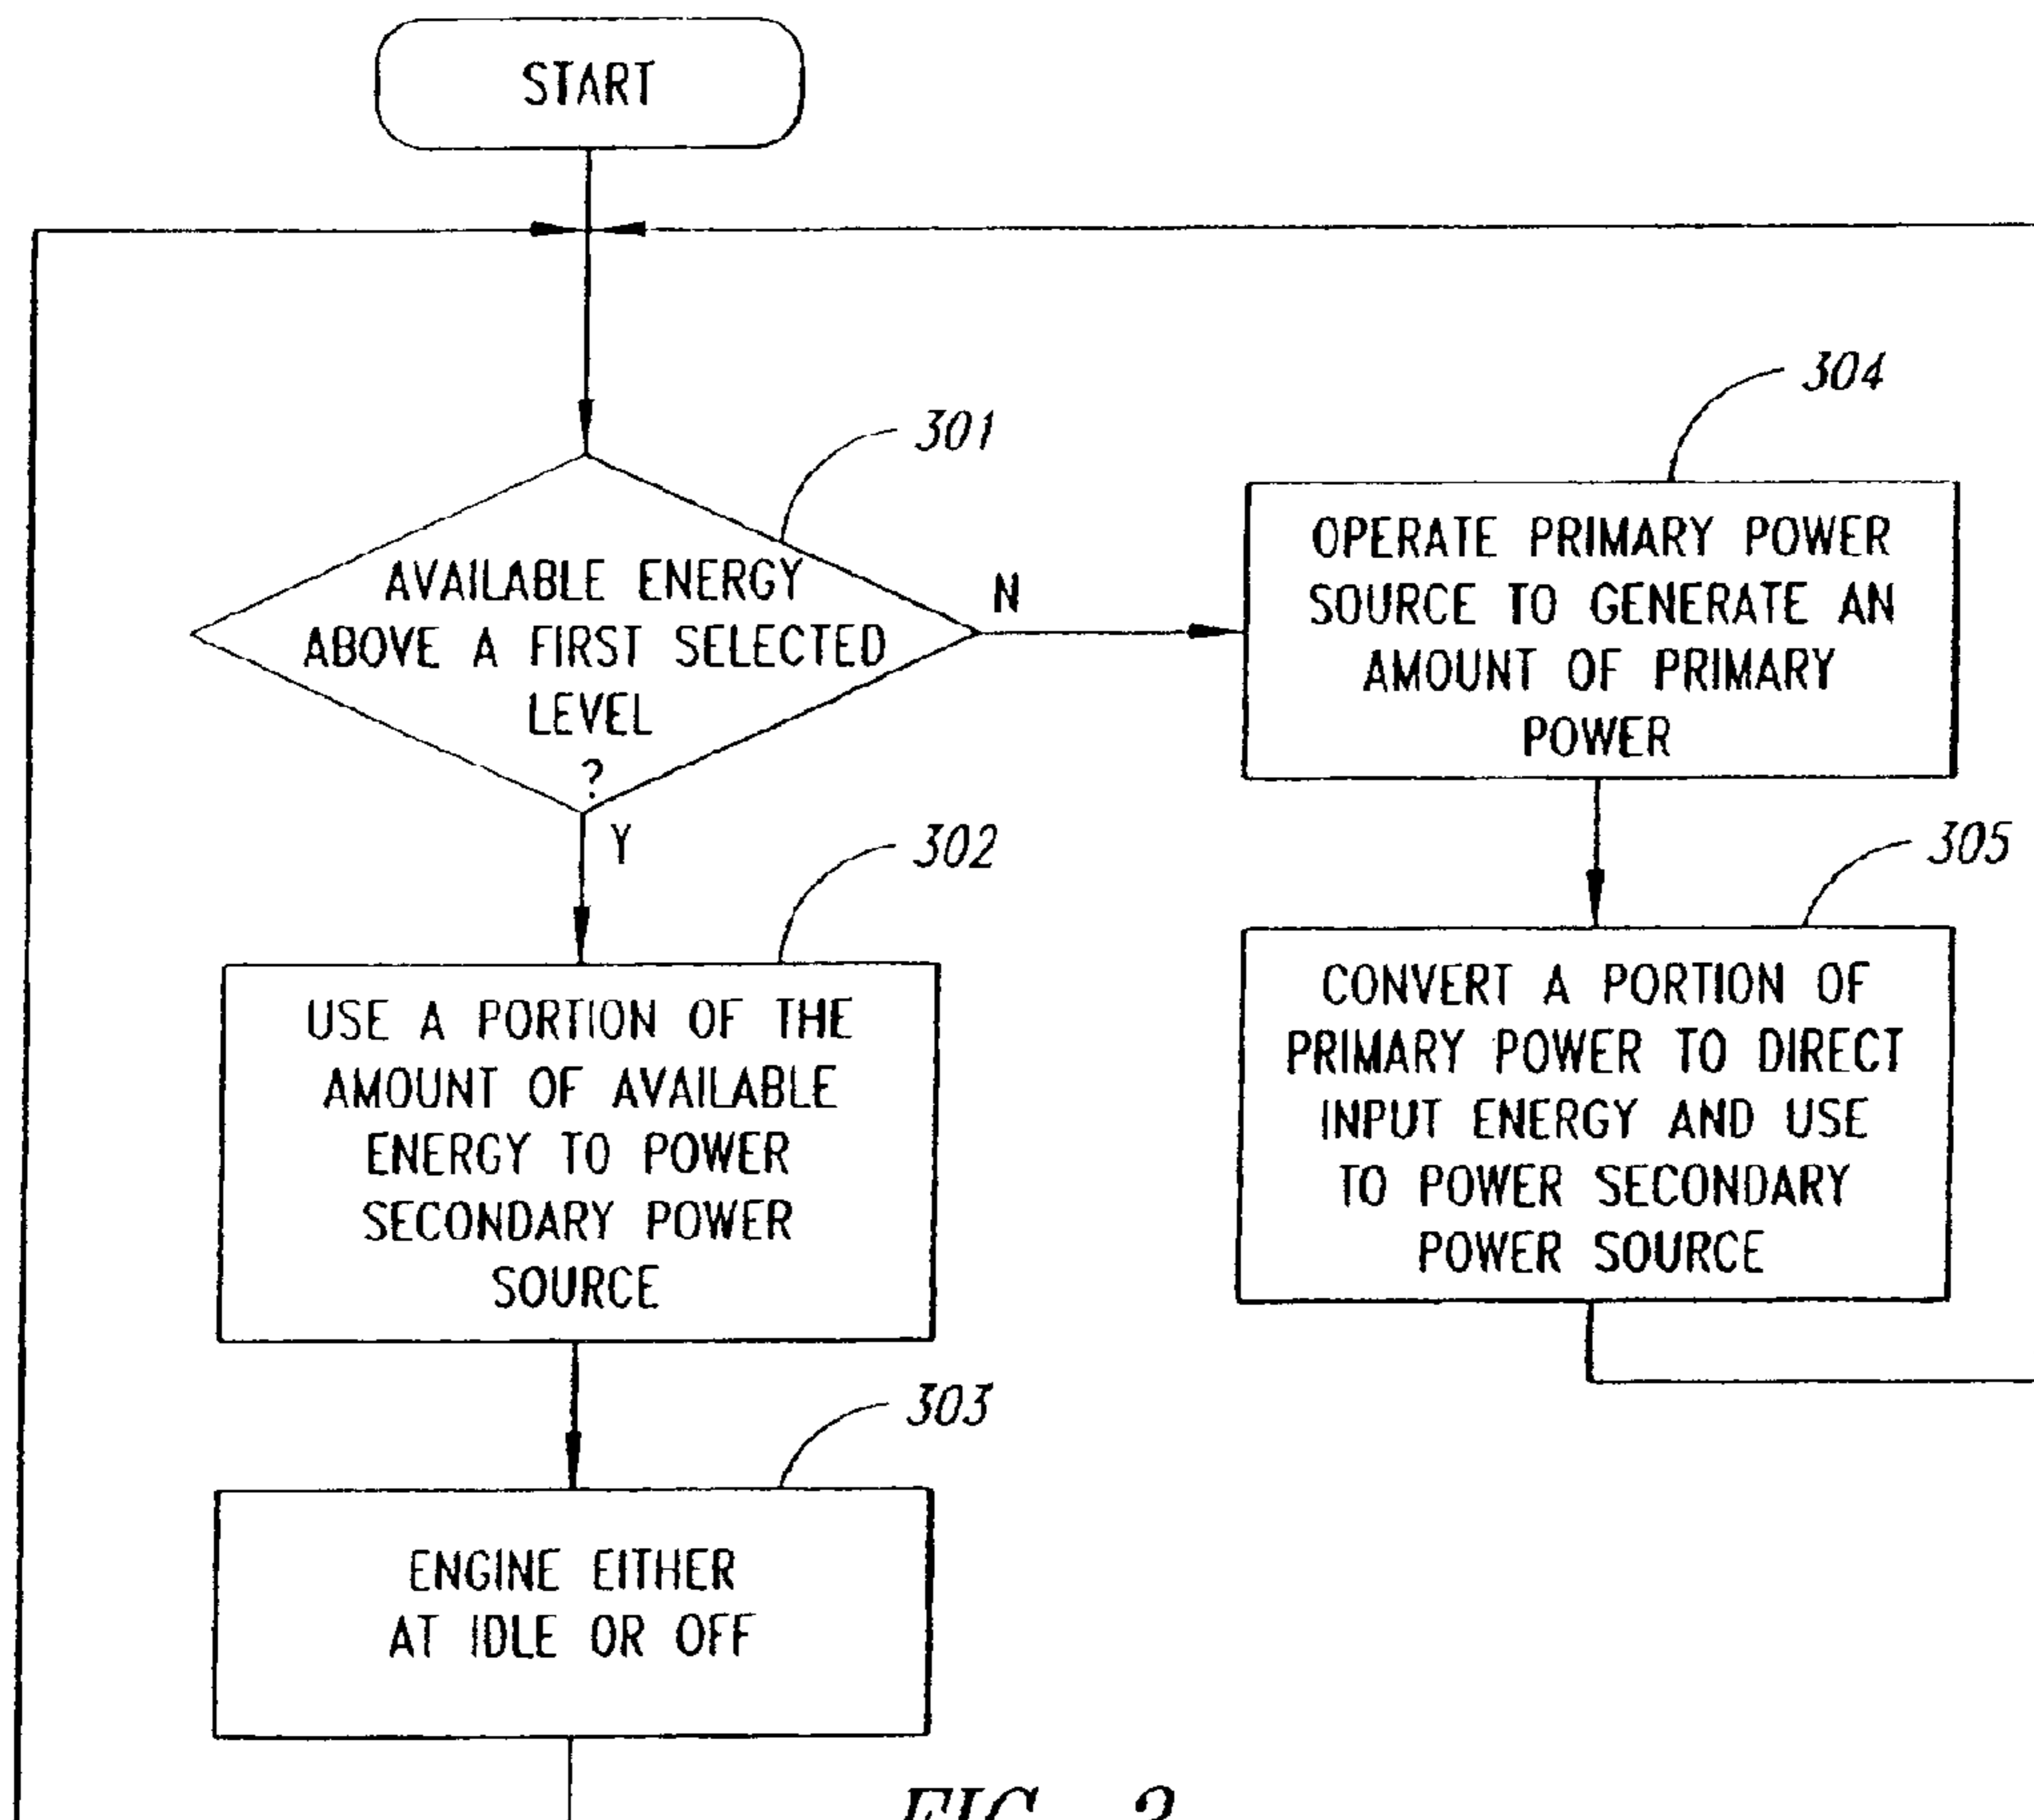 START
301
AVAILABLE ENERGY
ABOVE A FIRST SELECTED
LEVEL
?
N
Y
304
OPERATE PRIMARY POWER
SOURCE TO GENERATE AN
AMOUNT OF PRIMARY
POWER
302
USE A PORTION OF THE
AMOUNT OF AVAILABLE
ENERGY TO POWER
SECONDARY POWER
SOURCE
305
CONVERT A PORTION OF
PRIMARY POWER TO DIRECT
INPUT ENERGY AND USE
TO POWER SECONDARY
POWER SOURCE
303
ENGINE EITHER
AT IDLE OR OFF